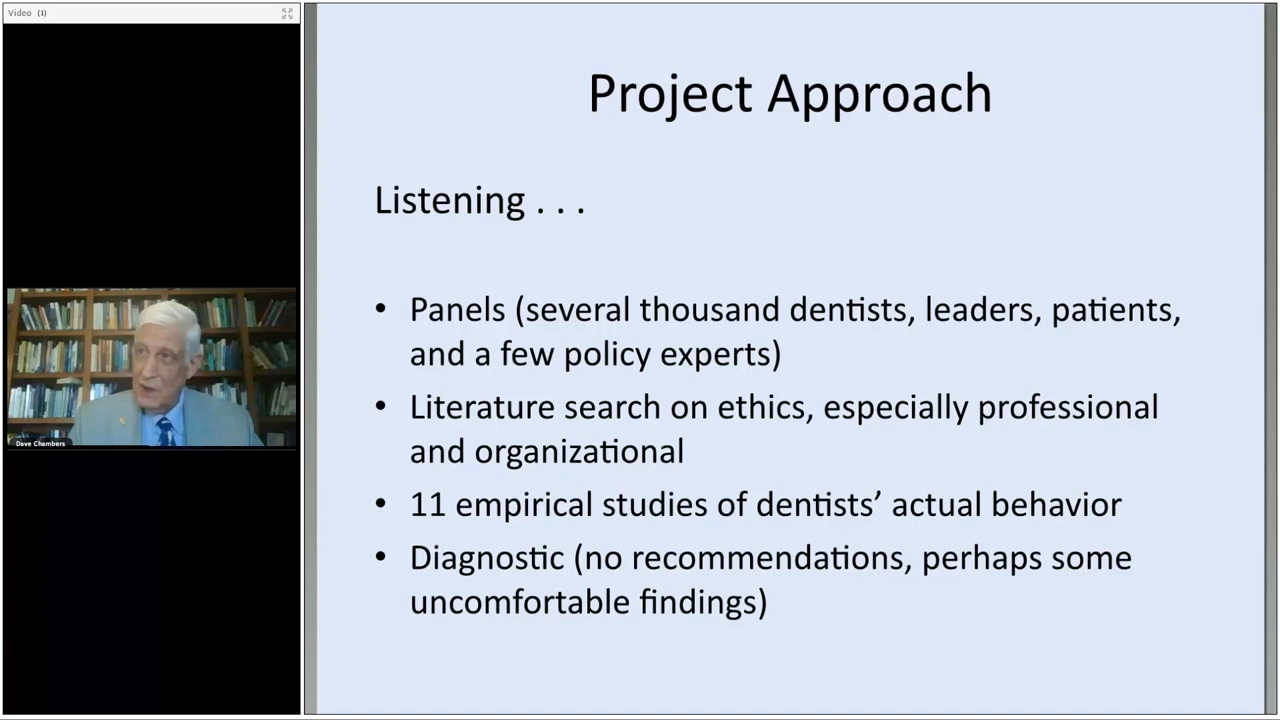 Video (1)
Project Approach
Listening . . .
• Panels (several thousand dentists, leaders, patients,
and a few policy experts)
• Literature search on ethics, especially professional
and organizational
• 11 empirical studies of dentists’ actual behavior
• Diagnostic (no recommendations, perhaps some
uncomfortable findings)
Dave Chambers